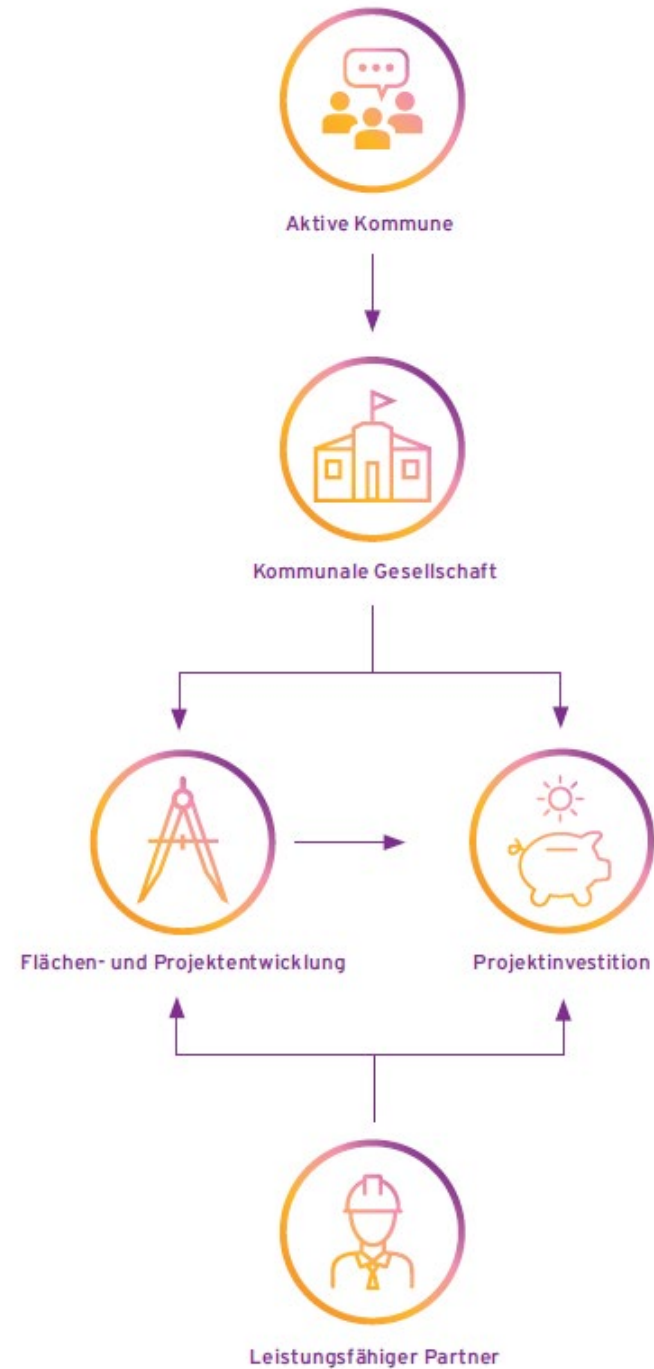 Aktive Kommune
Kommunale Gesellschaft
Flächen- und Projektentwicklung
Projektinvestition
Leistungsfähiger Partner